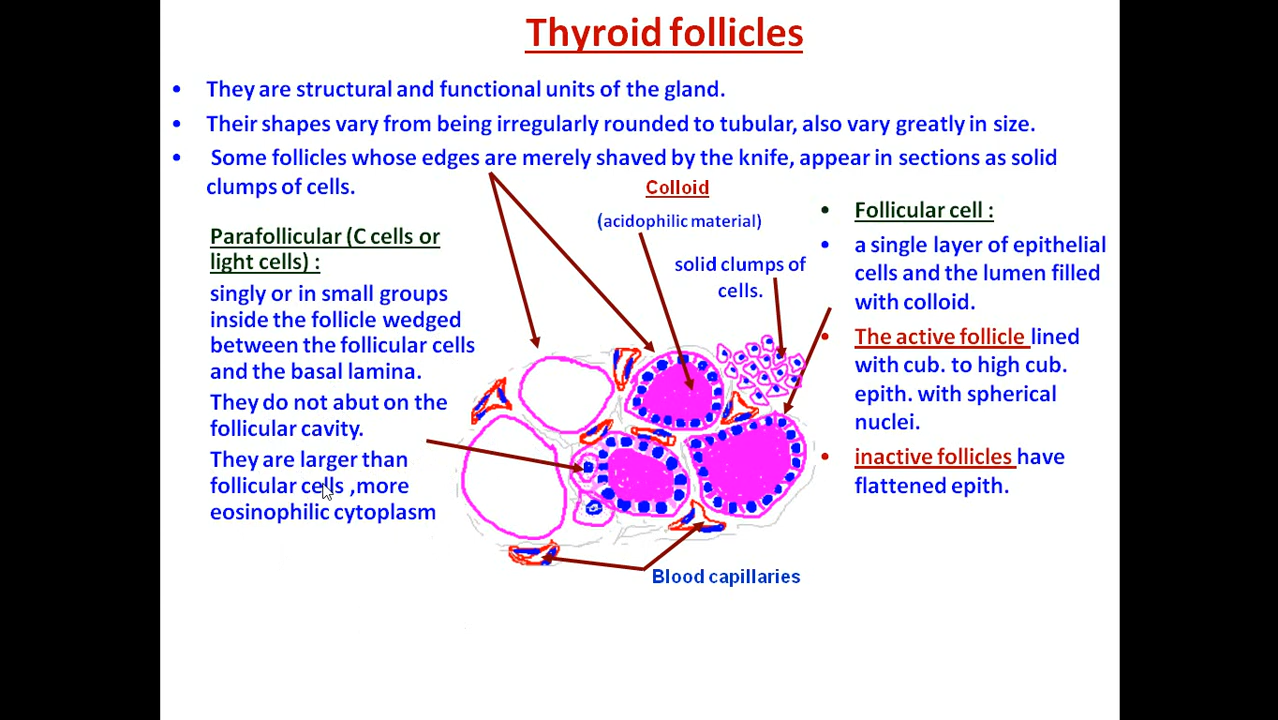 Thyroid follicles
• They are structural and functional units of the gland.
• Their shapes vary from being irregularly rounded to tubular, also vary greatly in size.
• Some follicles whose edges are merely shaved by the knife, appear in sections as solid
clumps of cells.
Colloid
(acidophilic material)
solid clumps of
cells.
Parafollicular (C cells or
light cells) :
singly or in small groups
inside the follicle wedged
between the follicular cells
and the basal lamina.
They do not abut on the
follicular cavity.
They are larger than
follicular cells ,more
eosinophilic cytoplasm
• Follicular cell :
• a single layer of epithelial
cells and the lumen filled
with colloid.
• The active follicle lined
with cub. to high cub.
epith. with spherical
nuclei.
• inactive follicles have
flattened epith.
Blood capillaries